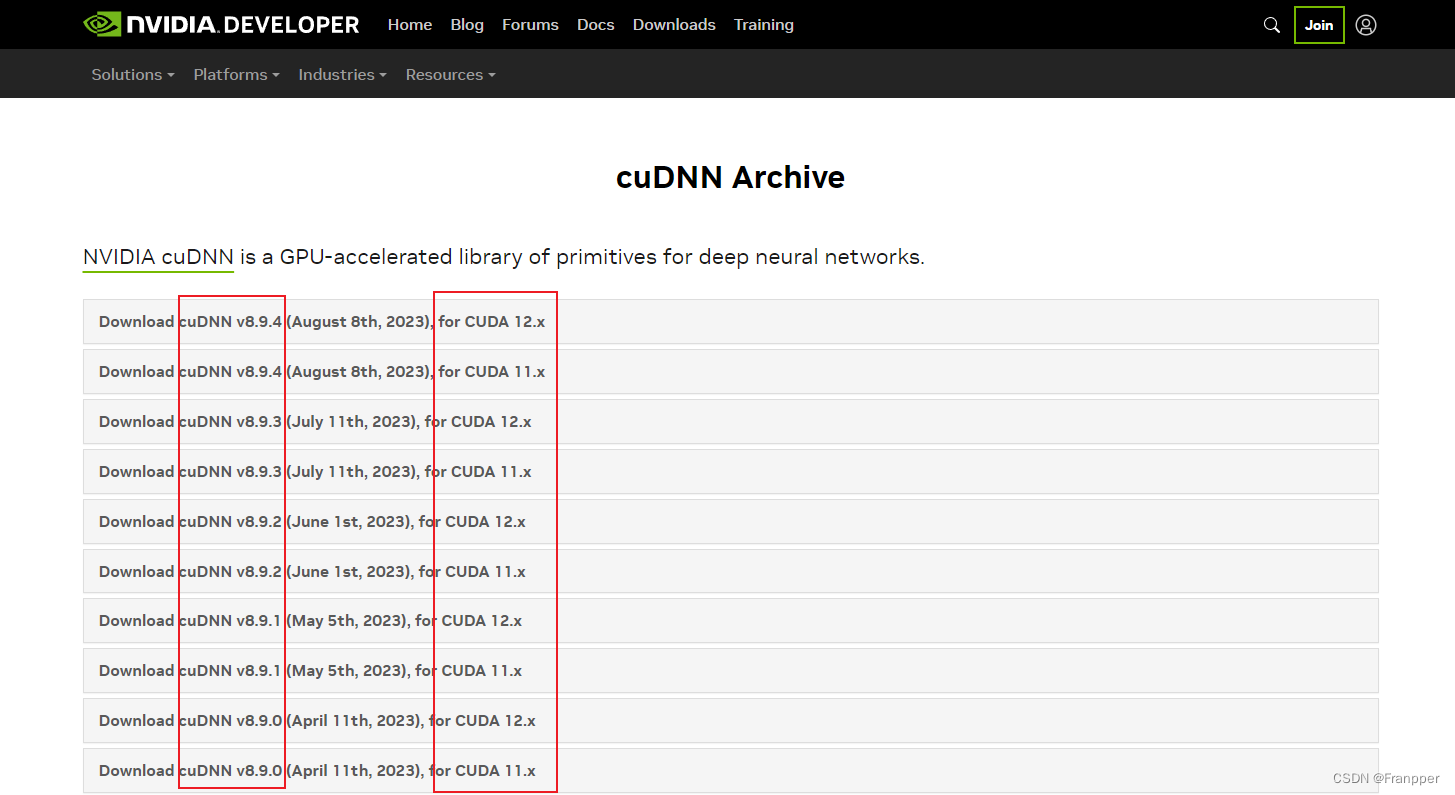 NVIDIA. DEVELOPER Home Blog Forums Docs Downloads Training Join
Solutions Platforms Industries Resources
cuDNN Archive
NVIDIA cuDNN is a GPU-accelerated library of primitives for deep neural networks.
Download cuDNN v8.9.4 (August 8th, 2023), for CUDA 12.x
Download cuDNN v8.9.4 (August 8th, 2023), for CUDA 11.x
Download cuDNN v8.9.3 (July 11th, 2023), for CUDA 12.x
Download cuDNN v8.9.3 (July 11th, 2023), for CUDA 11.x
Download cuDNN v8.9.2 (June 1st, 2023), for CUDA 12.x
Download cuDNN v8.9.2 (June 1st, 2023), for CUDA 11.x
Download cuDNN v8.9.1 (May 5th, 2023), for CUDA 12.x
Download cuDNN v8.9.1 (May 5th, 2023), for CUDA 11.x
Download cuDNN v8.9.0 (April 11th, 2023), for CUDA 12.x
Download cuDNN v8.9.0 (April 11th, 2023), for CUDA 11.x
CSDN @Franpper